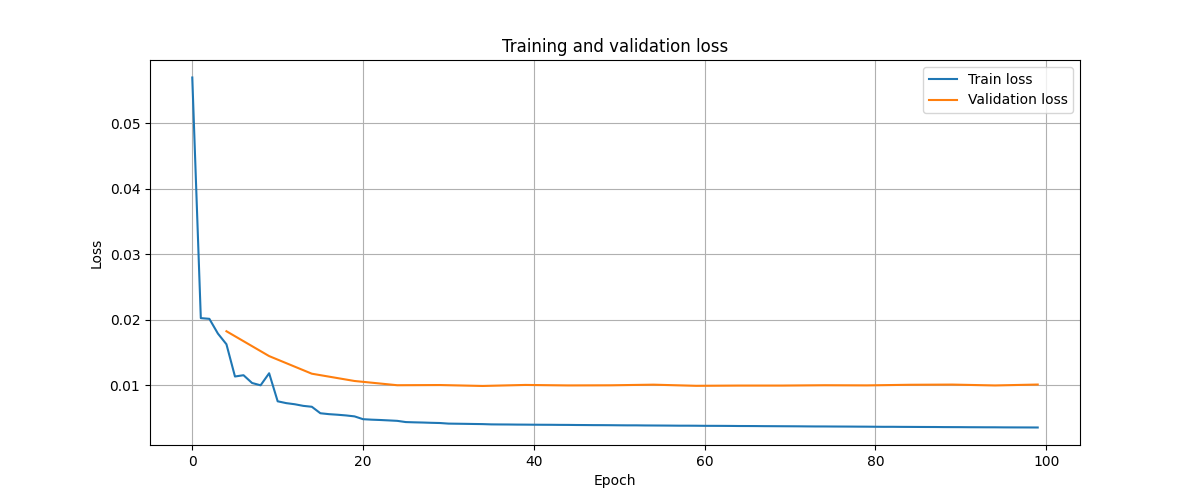 Training and validation loss
Train loss
Validation loss
0.05
0.04
0.03
0.02
0.01
Loss
0 20 40 60 80 100
Epoch